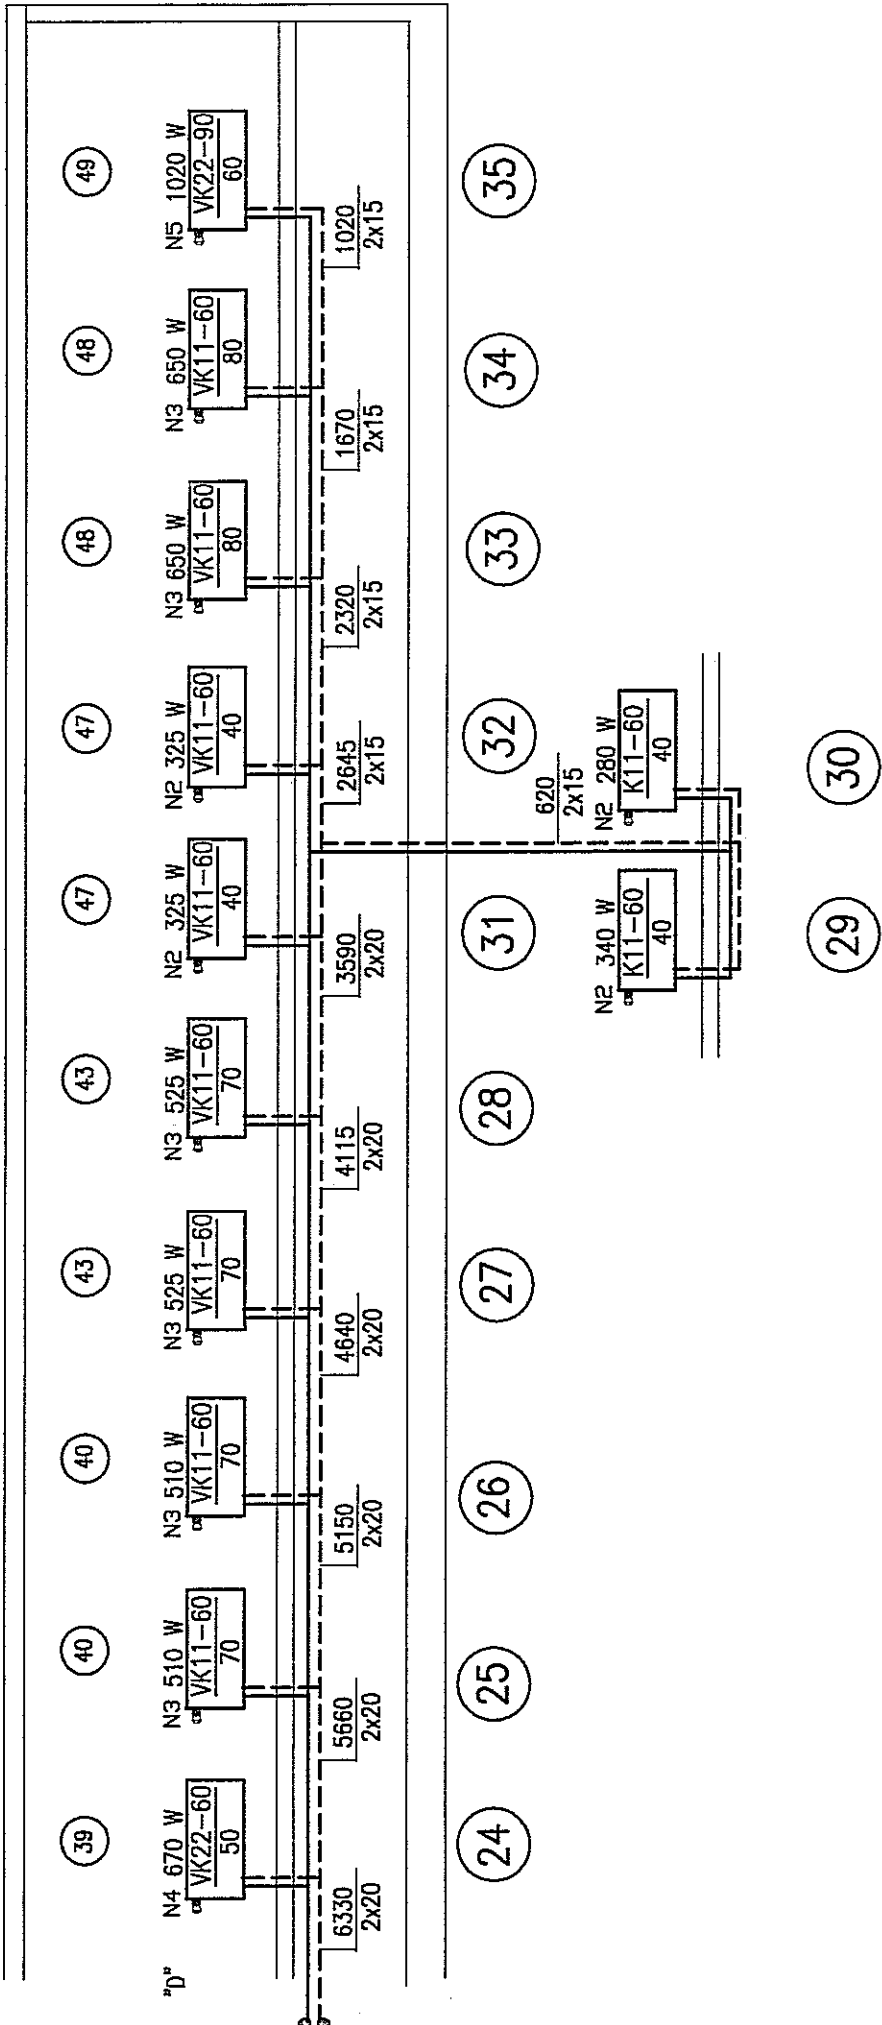 49
N5 1020 W
VK22-90
60
1020
2x15
35
48
N3 650 W
VK11-60
80
1670
2x15
34
48
N3 650 W
VK11-60
80
2320
2x15
33
47
N2 325 W
VK11-60
40
2645
2x15
32
47
N2 325 W
VK11-60
40
3590
2x20
31
620
2x15
N2 280 W
K11-60
40
30
N2 340 W
K11-60
40
29
43
N3 525 W
VK11-60
70
4115
2x20
28
43
N3 525 W
VK11-60
70
4640
2x20
27
40
N3 510 W
VK11-60
70
5150
2x20
26
40
N3 510 W
VK11-60
70
5660
2x20
25
39
N4 670 W
VK22-60
50
6330
2x20
24
"D"